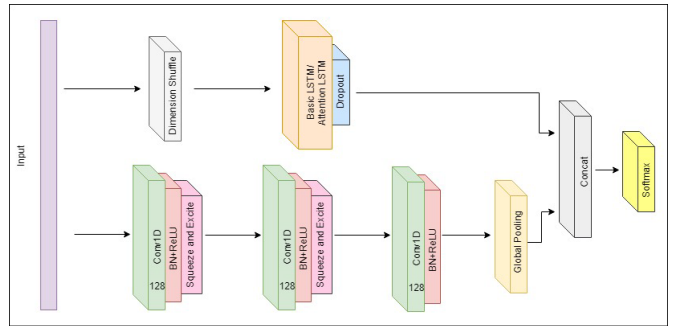 Input
Dimension Shuffle
Basic LSTM/
Attention LSTM
Dropout
Conv1D
128
BN+ReLU
Squeeze and Excite
Conv1D
128
BN+ReLU
Squeeze and Excite
Conv1D
128
BN+ReLU
Global Pooling
Concat
Softmax